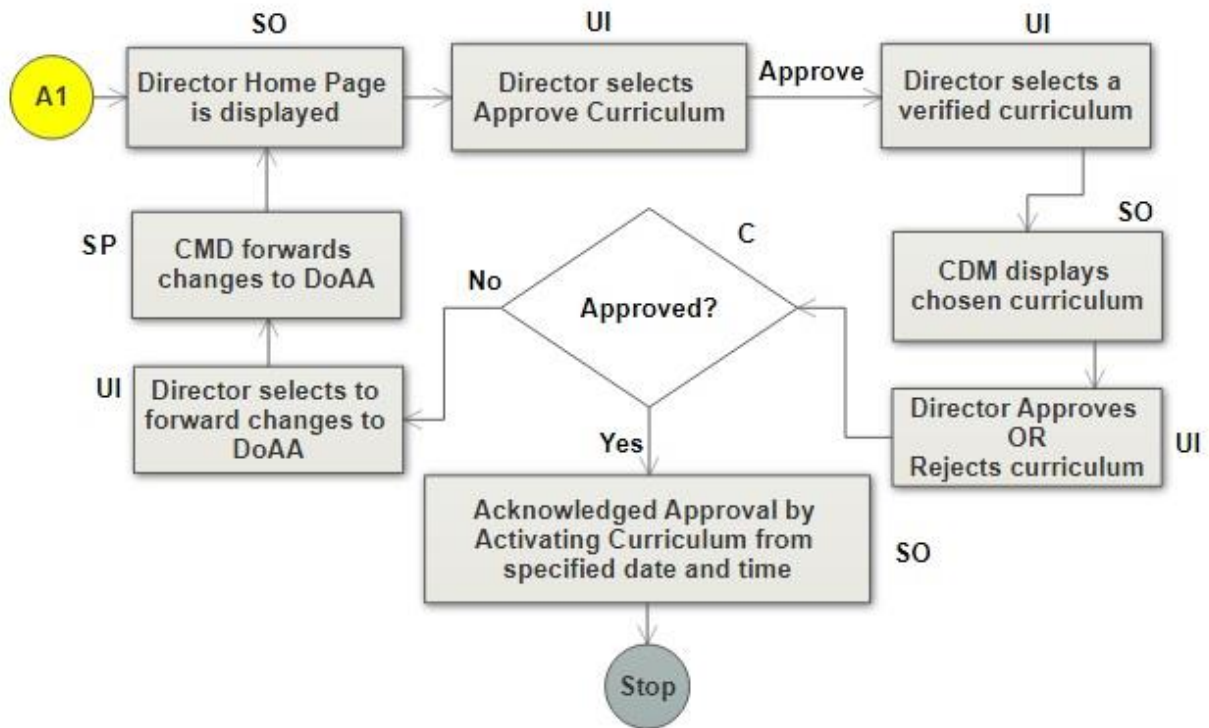 SO
UI
UI
A1
Director Home Page
is displayed
Director selects
Approve Curriculum
Approve
Director selects a
verified curriculum
SO
CDM displays
chosen curriculum
Director Approves
OR
Rejects curriculum
UI
C
Approved?
No
Director selects to
forward changes to
DoAA
UI
CMD forwards
changes to DoAA
SP
Yes
Acknowledged Approval by
Activating Curriculum from
specified date and time
SO
Stop